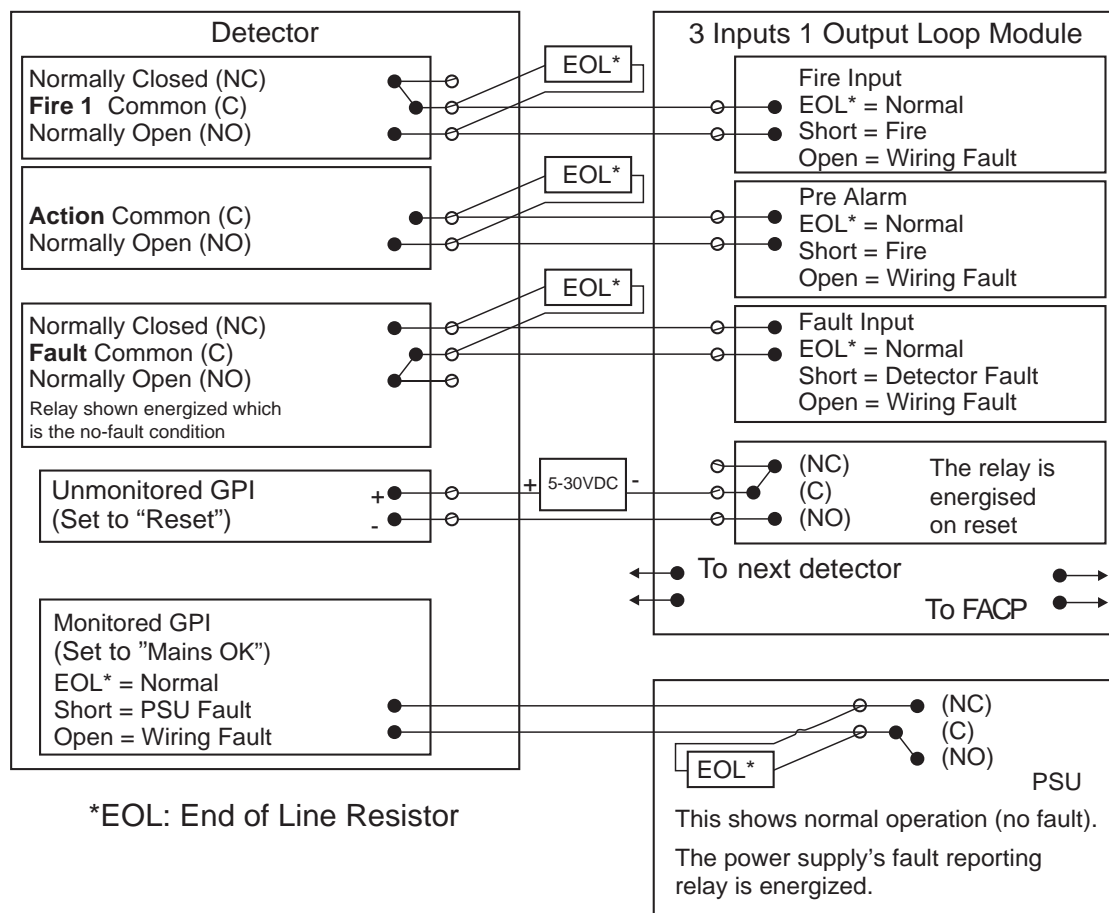 Detector
Normally Closed (NC)
Fire 1 Common (C)
Normally Open (NO)
EOL*
3 Inputs 1 Output Loop Module
Fire Input
EOL* = Normal
Short = Fire
Open = Wiring Fault
Action Common (C)
Normally Open (NO)
EOL*
Pre Alarm
EOL* = Normal
Short = Fire
Open = Wiring Fault
Normally Closed (NC)
Fault Common (C)
Normally Open (NO)
Relay shown energized which
is the no-fault condition
EOL*
Fault Input
EOL* = Normal
Short = Detector Fault
Open = Wiring Fault
Unmonitored GPI
(Set to “Reset”)
+
-
+ 5-30VDC -
(NC)
(C)
(NO)
The relay is
energised
on reset
To next detector
To FACP
Monitored GPI
(Set to ”Mains OK”)
EOL* = Normal
Short = PSU Fault
Open = Wiring Fault
(NC)
(C)
(NO)
EOL*
PSU
This shows normal operation (no fault).
The power supply’s fault reporting
relay is energized.
*EOL: End of Line Resistor